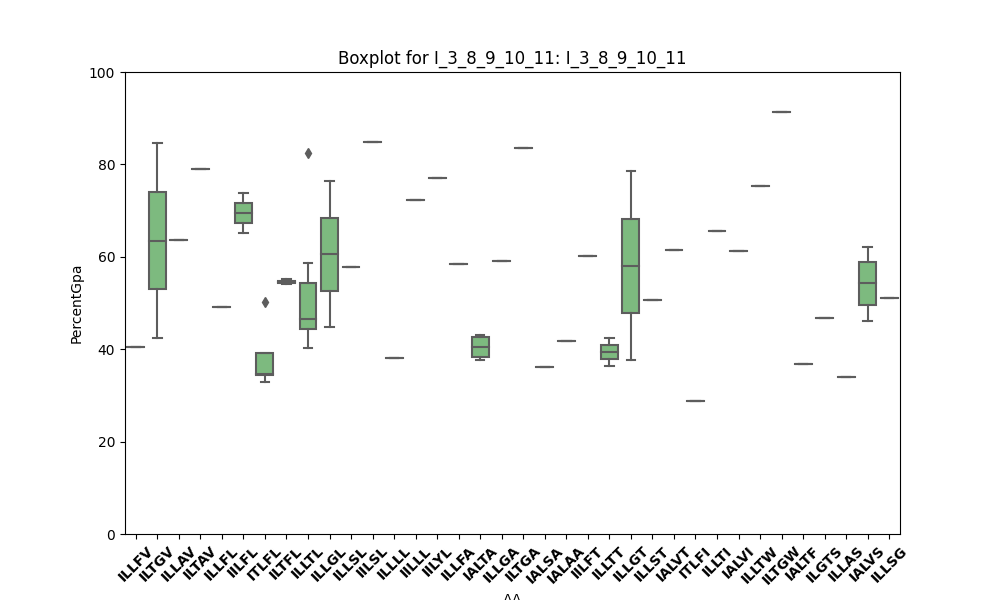 Boxplot for I_3_8_9_10_11: I_3_8_9_10_11
100
80
60
40
20
0
PercentGpa
ILLFV ILTGV ILLAV ILTAV ILLFL IILFL ITLFL ILTFL ILLTL ILLGL ILLSL IILSL ILLLL IILLL IILYL ILLFA IALTA ILLGA ILTGA IALSA IALAA IILFT ILLTT ILLGT ILLST IALVT ITLFI ILLTI IALVI ILLTW ILTGW IALTF ILGTS ILLAS IALVS ILLSG
AA